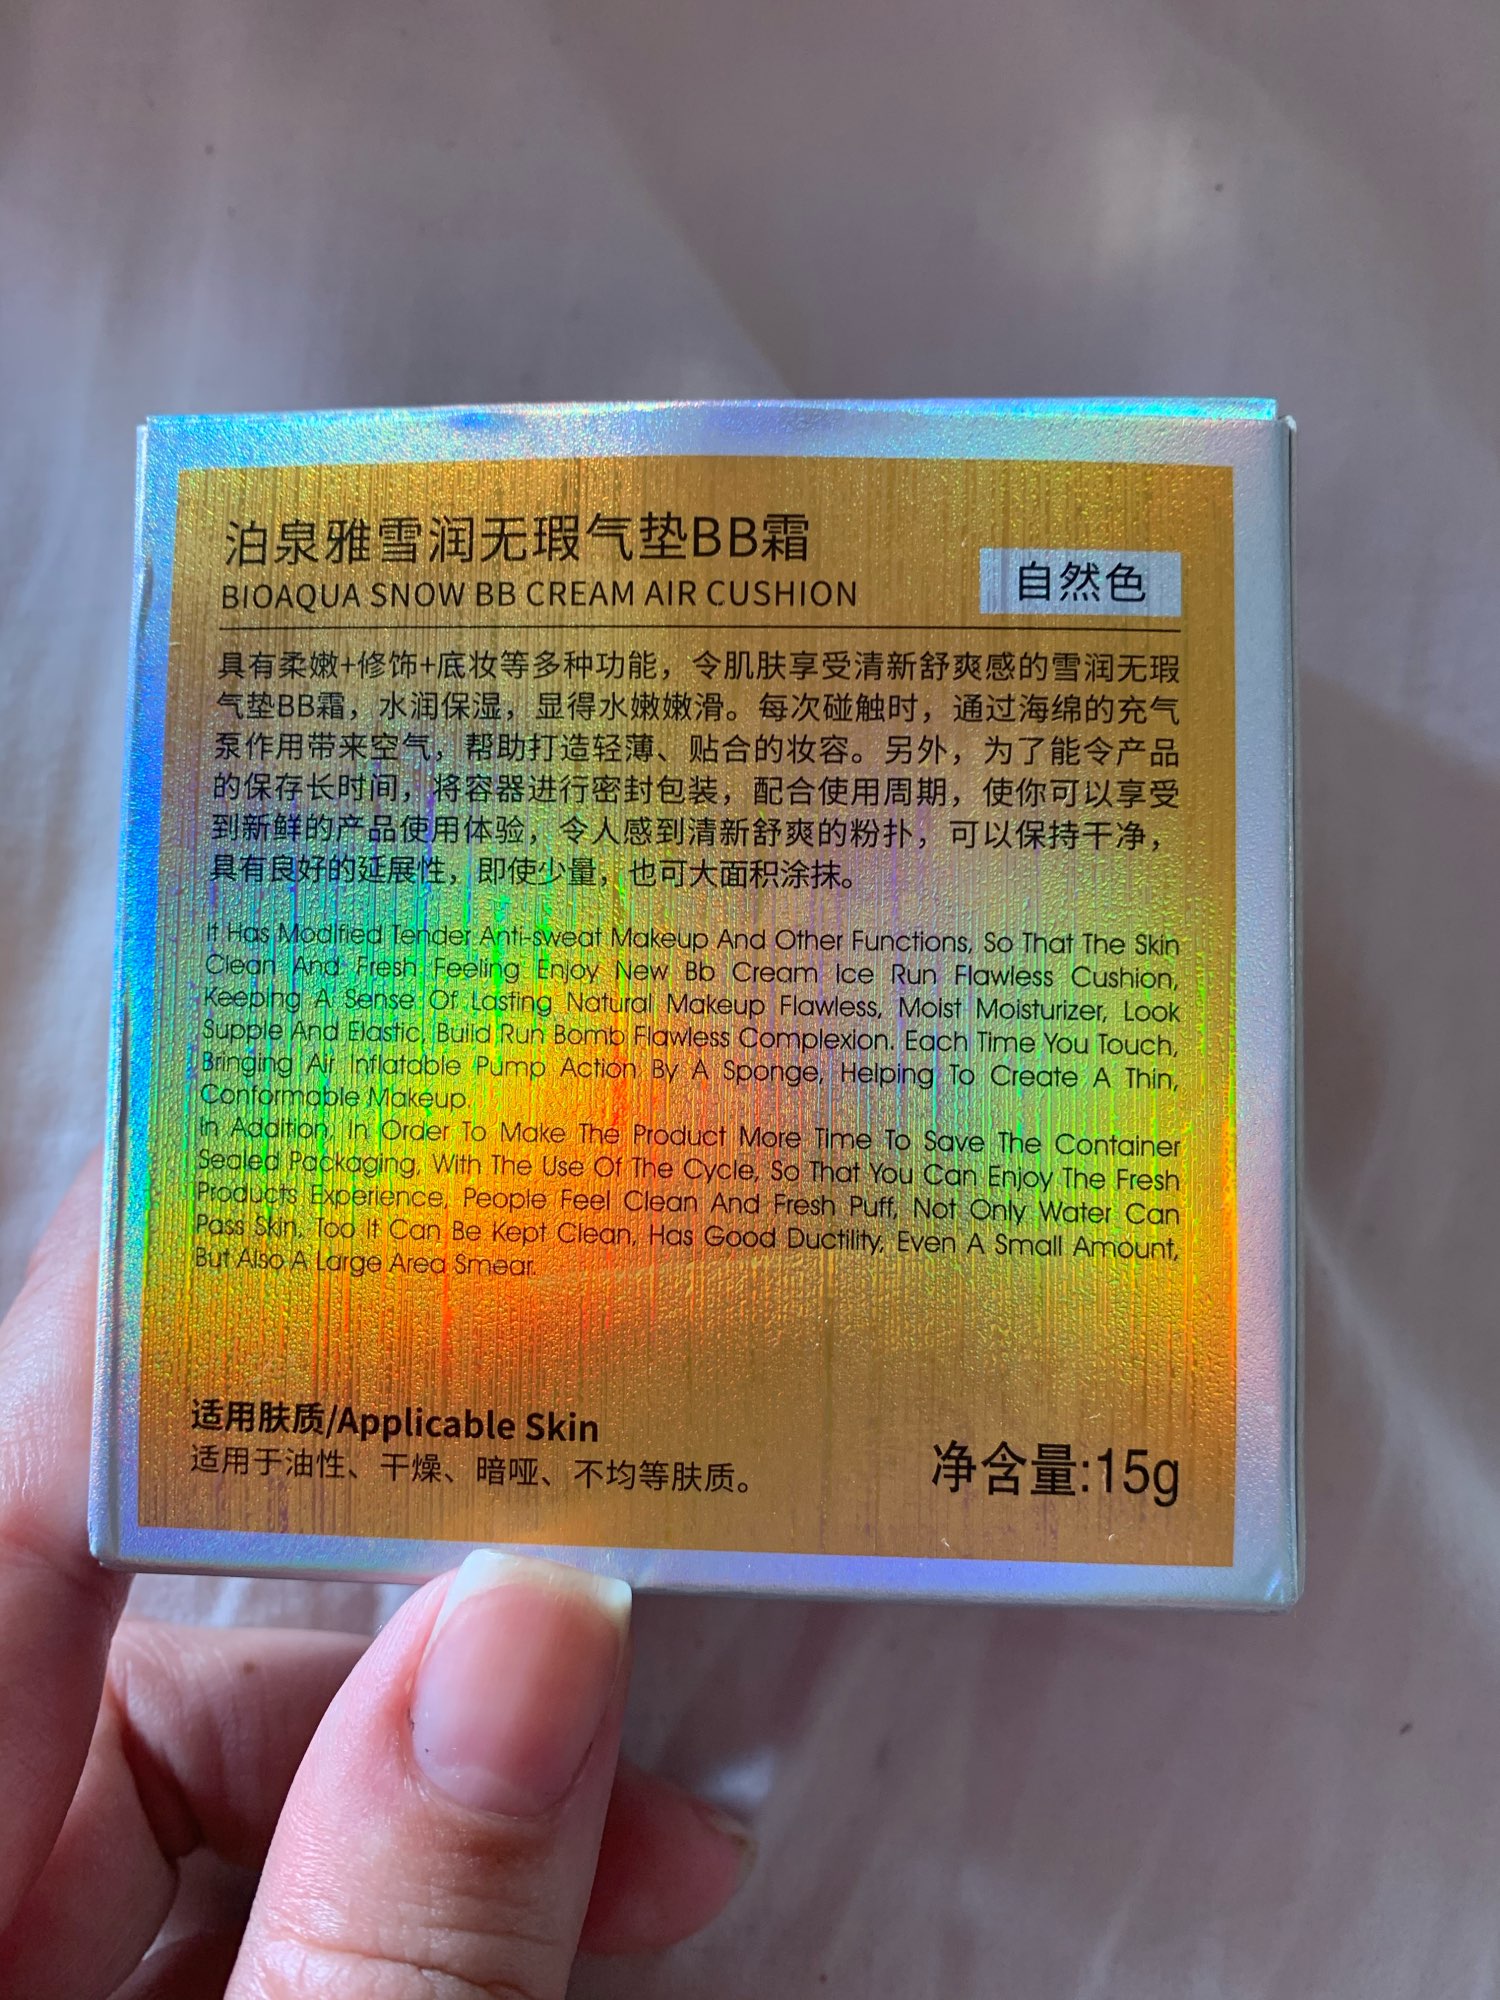 泊泉雅雪润无瑕气垫BB霜
BIOAQUA SNOW BB CREAM AIR CUSHION
自然色
具有柔嫩+修饰+底妆等多种功能，令肌肤享受清新舒爽感的雪润无瑕
气垫BB霜，水润保湿，显得水嫩嫩滑。每次碰触时，通过海绵的充气
泵作用带来空气，帮助打造轻薄、贴合的妆容。另外，为了能令产品
的保存长时间，将容器进行密封包装，配合使用周期，使你可以享受
到新鲜的产品使用体验，令人感到清新舒爽的粉扑，可以保持干净，
具有良好的延展性，即使少量，也可大面积涂抹。
It Has Modified Tender Anti-sweat Makeup And Other Functions, So That The Skin
Clean And Fresh Feeling Enjoy New Bb Cream Ice Run Flawless Cushion,
Keeping A Sense Of Lasting Natural Makeup Flawless, Moist Moisturizer, Look
Supple And Elastic, Build Run Bomb Flawless Complexion. Each Time You Touch,
Bringing Air Inflatable Pump Action By A Sponge, Helping To Create A Thin,
Conformable Makeup.
In Addition, In Order To Make The Product More Time To Save The Container
Sealed Packaging, With The Use Of The Cycle, So That You Can Enjoy The Fresh
Products Experience, People Feel Clean And Fresh Puff, Not Only Water Can
Pass Skin, Too It Can Be Kept Clean, Has Good Ductility, Even A Small Amount,
But Also A Large Area Smear.
适用肤质/Applicable Skin
适用于油性、干燥、暗哑、不均等肤质。
净含量:15g